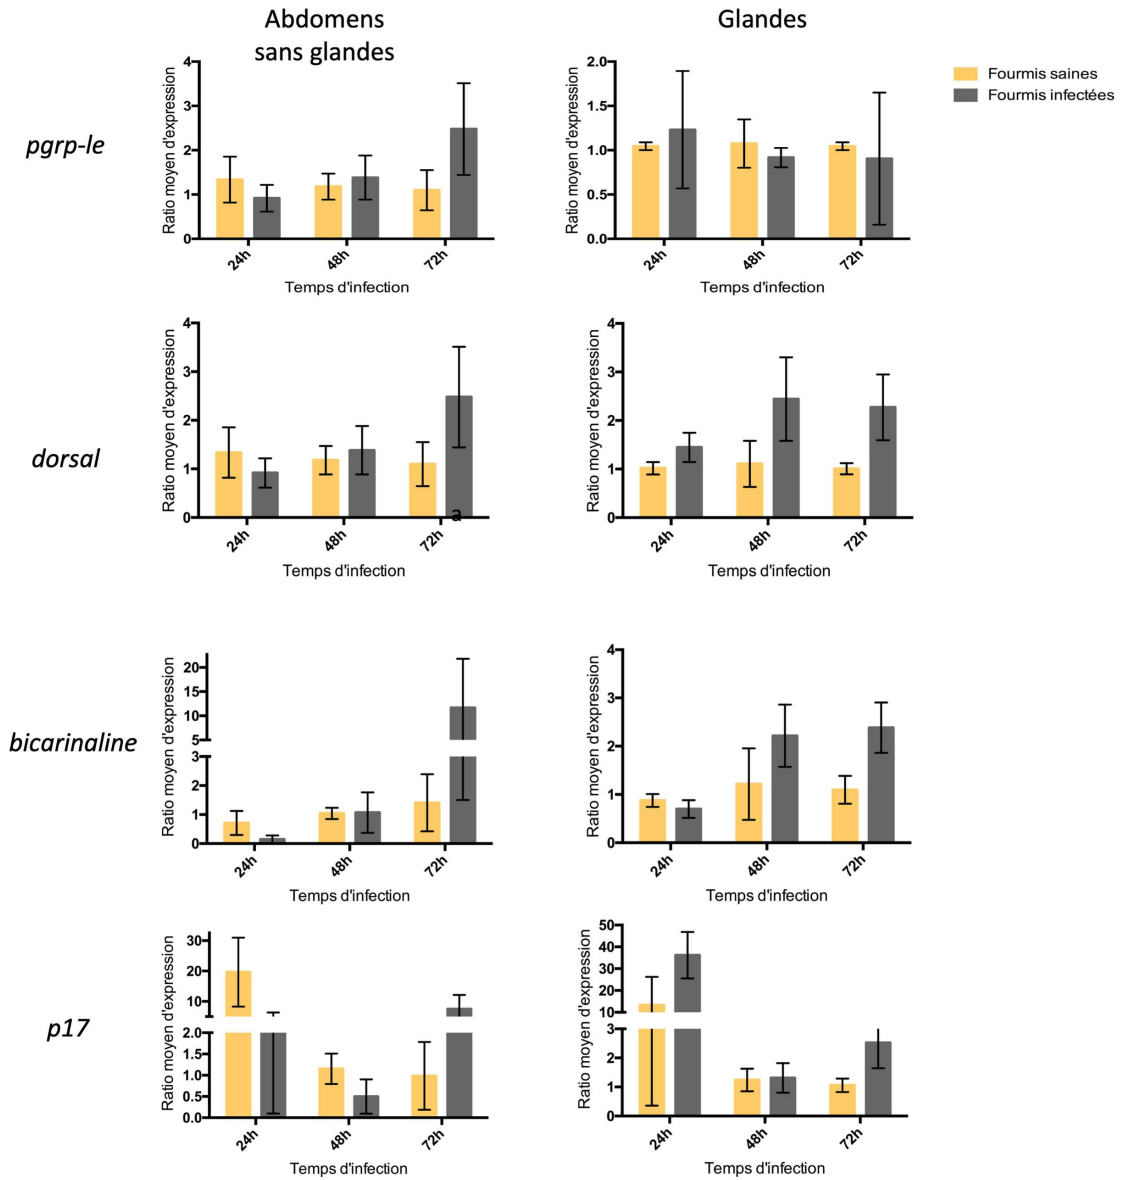 Abdomens
sans glandes
Glandes
Fourmis saines
Fourmis infectées
pgrp-le
Ratio moyen d'expression
4
3
2
1
0
24h
48h
72h
Temps d'infection
Ratio moyen d'expression
2.0
1.5
1.0
0.5
0.0
24h
48h
72h
Temps d'infection
dorsal
Ratio moyen d'expression
4
3
2
1
0
a
24h
48h
72h
Temps d'infection
Ratio moyen d'expression
4
3
2
1
0
24h
48h
72h
Temps d'infection
bicarinaline
Ratio moyen d'expression
20
15
10
5
3
2
1
0
24h
48h
72h
Temps d'infection
Ratio moyen d'expression
4
3
2
1
0
24h
48h
72h
Temps d'infection
p17
Ratio moyen d'expression
30
20
10
2.0
1.5
1.0
0.5
0.0
24h
48h
72h
Temps d'infection
Ratio moyen d'expression
50
40
30
20
10
3
2
1
0
24h
48h
72h
Temps d'infection